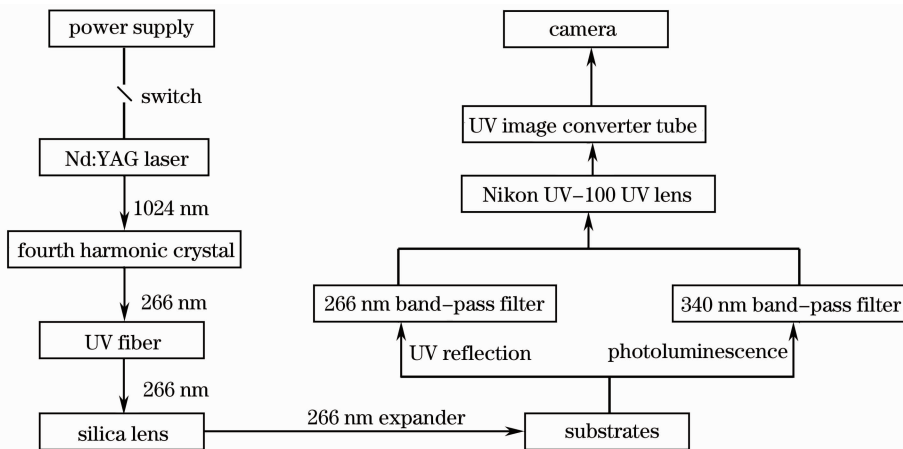 power supply
switch
Nd:YAG laser
1024 nm
fourth harmonic crystal
266 nm
UV fiber
266 nm
silica lens
266 nm expander
substrates
UV reflection
photoluminescence
266 nm band–pass filter
340 nm band–pass filter
Nikon UV–100 UV lens
UV image converter tube
camera